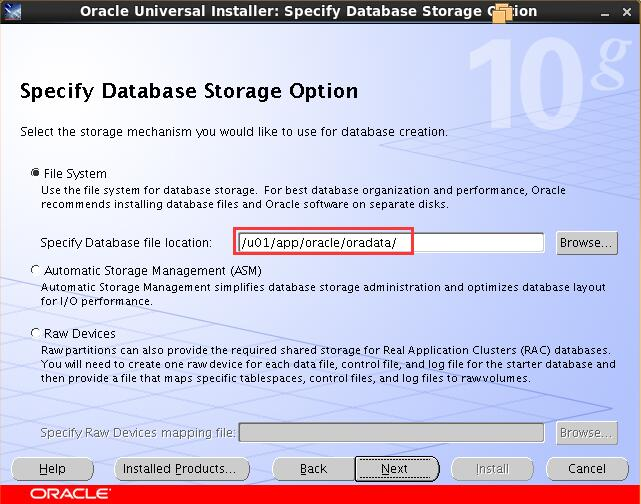 Oracle Universal Installer: Specify Database Storage Option
10g
Specify Database Storage Option
Select the storage mechanism you would like to use for database creation.
File System
Use the file system for database storage. For best database organization and performance, Oracle
recommends installing database files and Oracle software on separate disks.
Specify Database file location: /u01/app/oracle/oradata/ Browse...
Automatic Storage Management (ASM)
Automatic Storage Management simplifies database storage administration and optimizes database layout
for I/O performance.
Raw Devices
Raw partitions can also provide the required shared storage for Real Application Clusters (RAC) databases.
You will need to create one raw device for each data file, control file, and log file for the starter database and
then provide a file that maps specific tablespaces, control files, and log files to raw volumes.
Specify Raw Devices mapping file: Browse...
Help Installed Products... Back Next Install Cancel
ORACLE